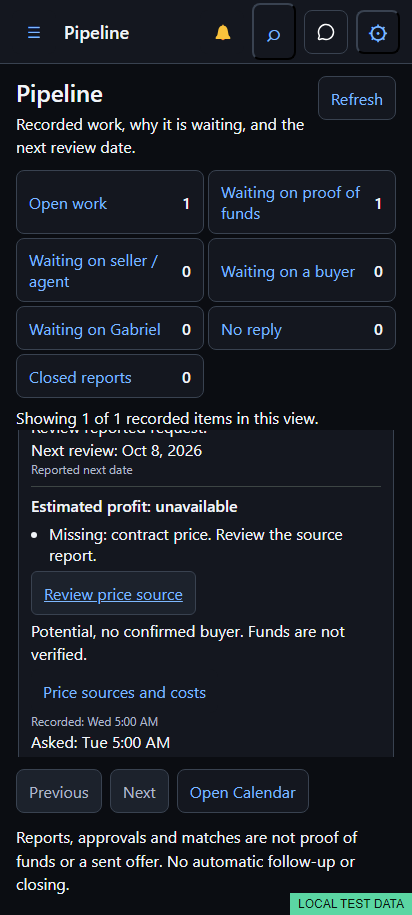 Pipeline
Pipeline
Refresh
Recorded work, why it is waiting, and the
next review date.
Open work 1
Waiting on proof of
funds 1
Waiting on seller /
agent 0
Waiting on a buyer 0
Waiting on Gabriel 0
No reply 0
Closed reports 0
Showing 1 of 1 recorded items in this view.
Review reported request.
Next review: Oct 8, 2026
Reported next date
Estimated profit: unavailable
Missing: contract price. Review the source
report.
Review price source
Potential, no confirmed buyer. Funds are not
verified.
Price sources and costs
Recorded: Wed 5:00 AM
Asked: Tue 5:00 AM
Previous
Next
Open Calendar
Reports, approvals and matches are not proof of
funds or a sent offer. No automatic follow-up or
closing.
LOCAL TEST DATA